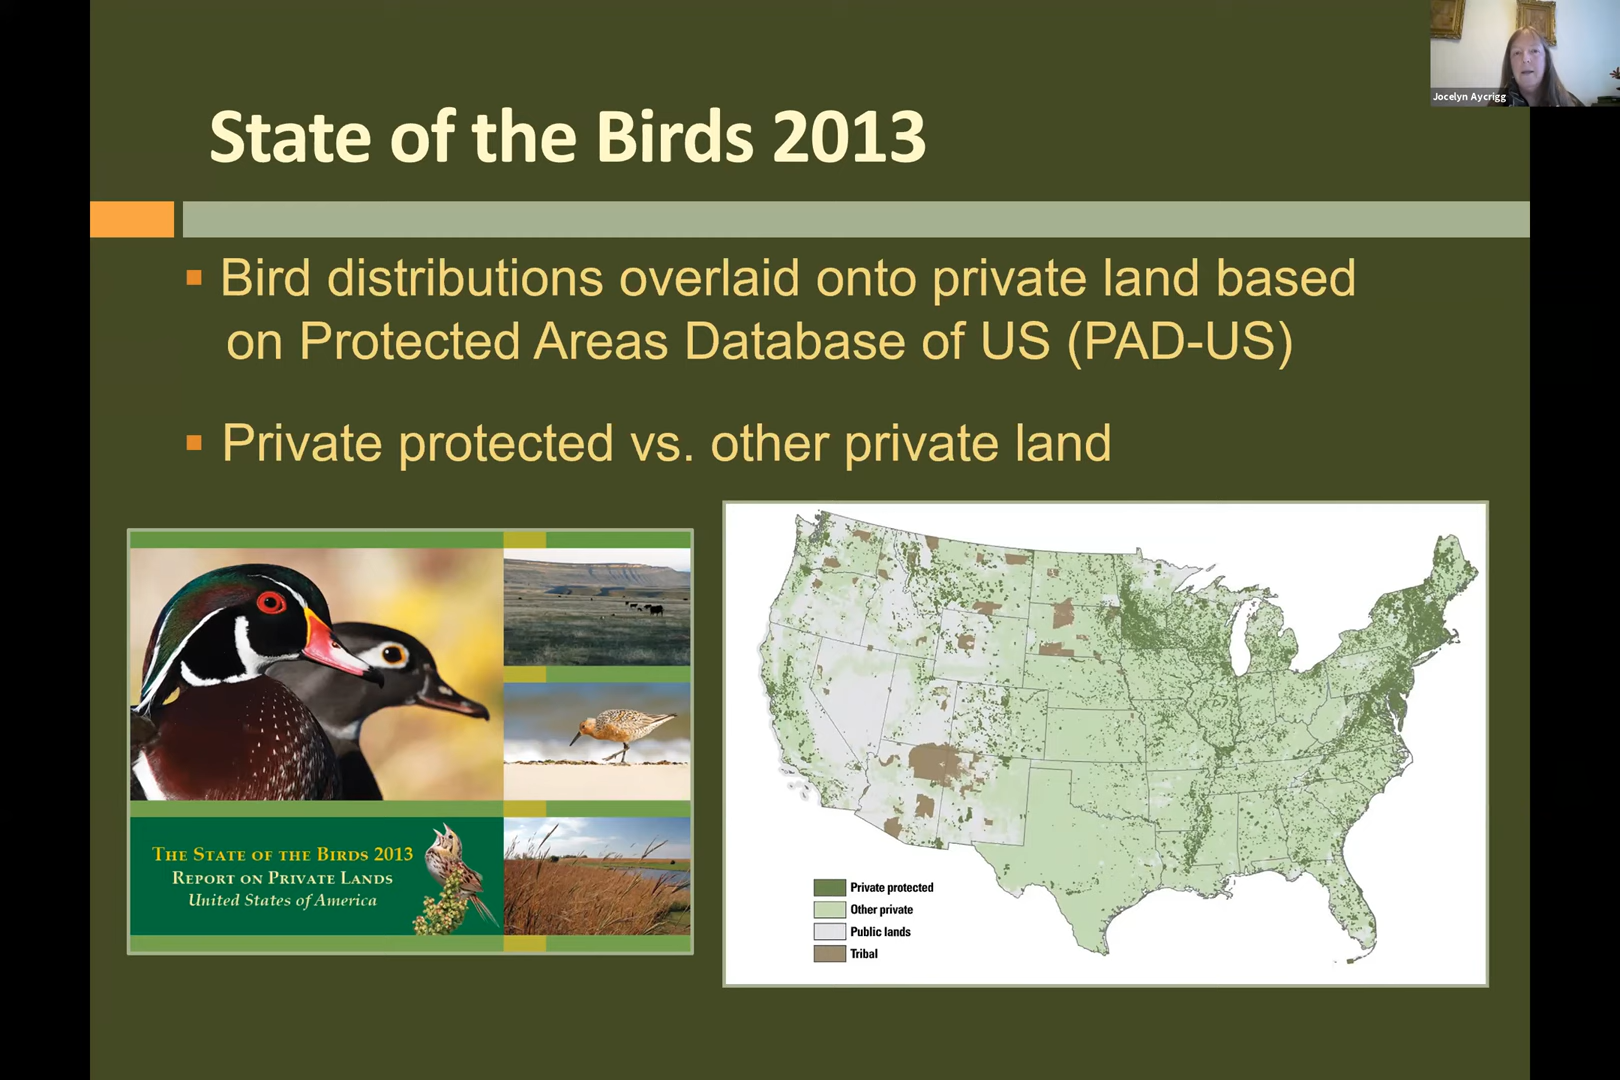 Jocelyn Aycrigg
State of the Birds 2013
Bird distributions overlaid onto private land based
on Protected Areas Database of US (PAD-US)
Private protected vs. other private land
The State of the Birds 2013
Report on Private Lands
United States of America
Private protected
Other private
Public lands
Tribal